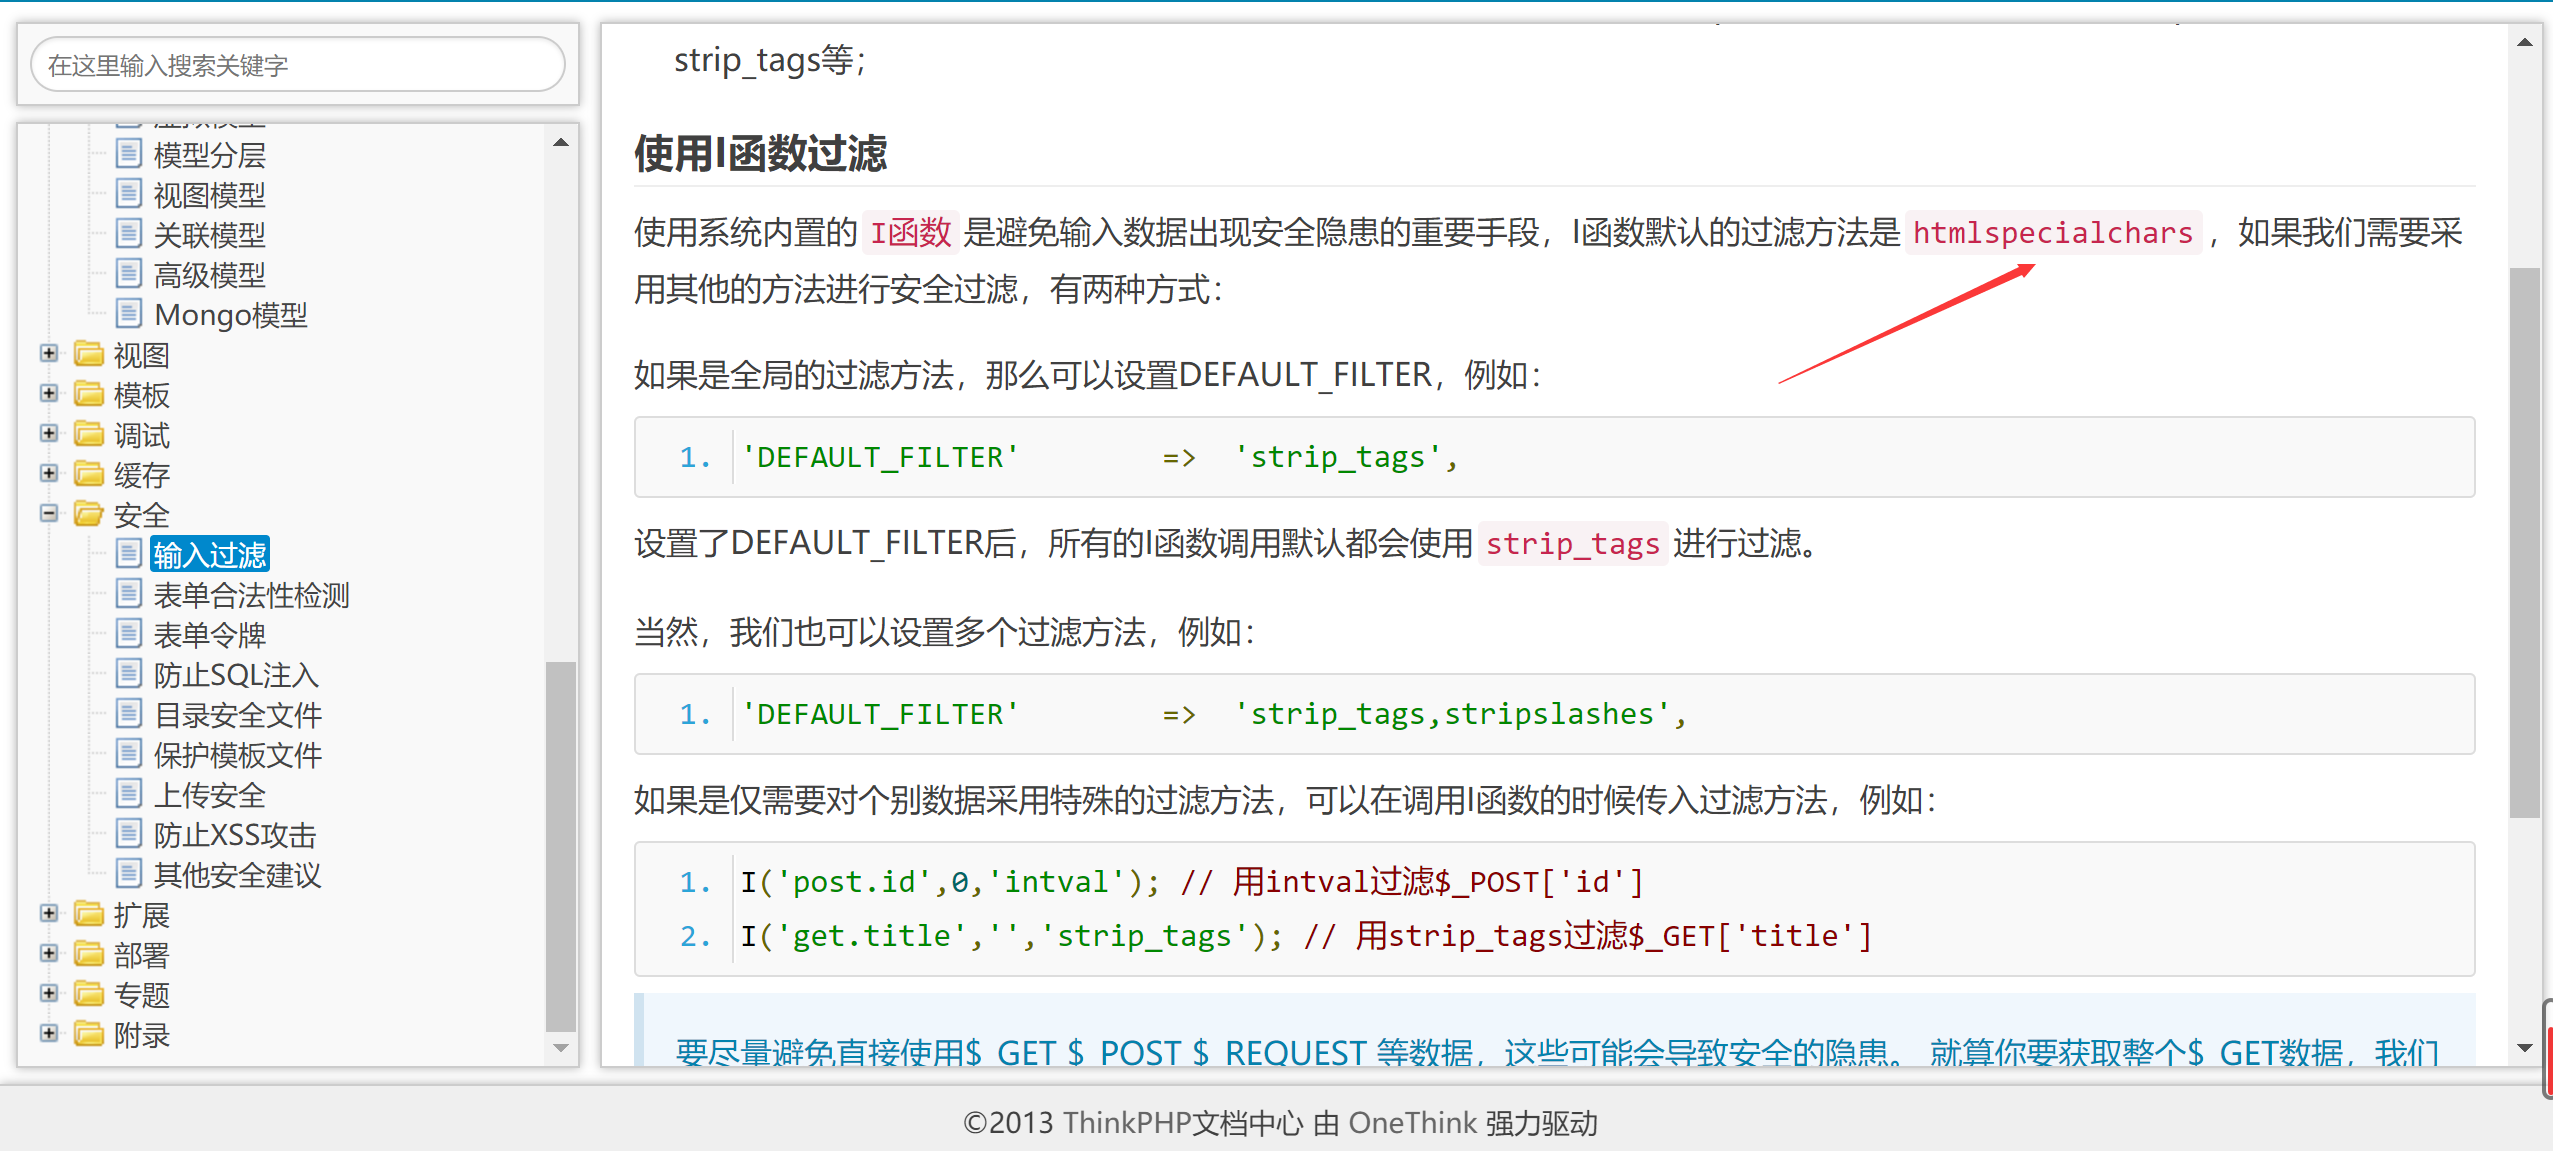 在这里输入搜索关键字
模型分层
视图模型
关联模型
高级模型
Mongo模型
视图
模板
调试
缓存
安全
输入过滤
表单合法性检测
表单令牌
防止SQL注入
目录安全文件
保护模板文件
上传安全
防止XSS攻击
其他安全建议
扩展
部署
专题
附录
strip_tags等；
使用I函数过滤
使用系统内置的 I函数 是避免输入数据出现安全隐患的重要手段，I函数默认的过滤方法是 htmlspecialchars ，如果我们需要采
用其他的方法进行安全过滤，有两种方式：
如果是全局的过滤方法，那么可以设置DEFAULT_FILTER，例如：
1. 'DEFAULT_FILTER'        =>  'strip_tags',
设置了DEFAULT_FILTER后，所有的I函数调用默认都会使用 strip_tags 进行过滤。
当然，我们也可以设置多个过滤方法，例如：
1. 'DEFAULT_FILTER'        =>  'strip_tags,stripslashes',
如果是仅需要对个别数据采用特殊的过滤方法，可以在调用I函数的时候传入过滤方法，例如：
1. I('post.id',0,'intval'); // 用intval过滤$_POST['id']
2. I('get.title','','strip_tags'); // 用strip_tags过滤$_GET['title']
要尽量避免直接使用$_GET $_POST $_REQUEST 等数据，这些可能会导致安全的隐患。 就算你要获取整个$_GET数据，我们
©2013 ThinkPHP文档中心 由 OneThink 强力驱动